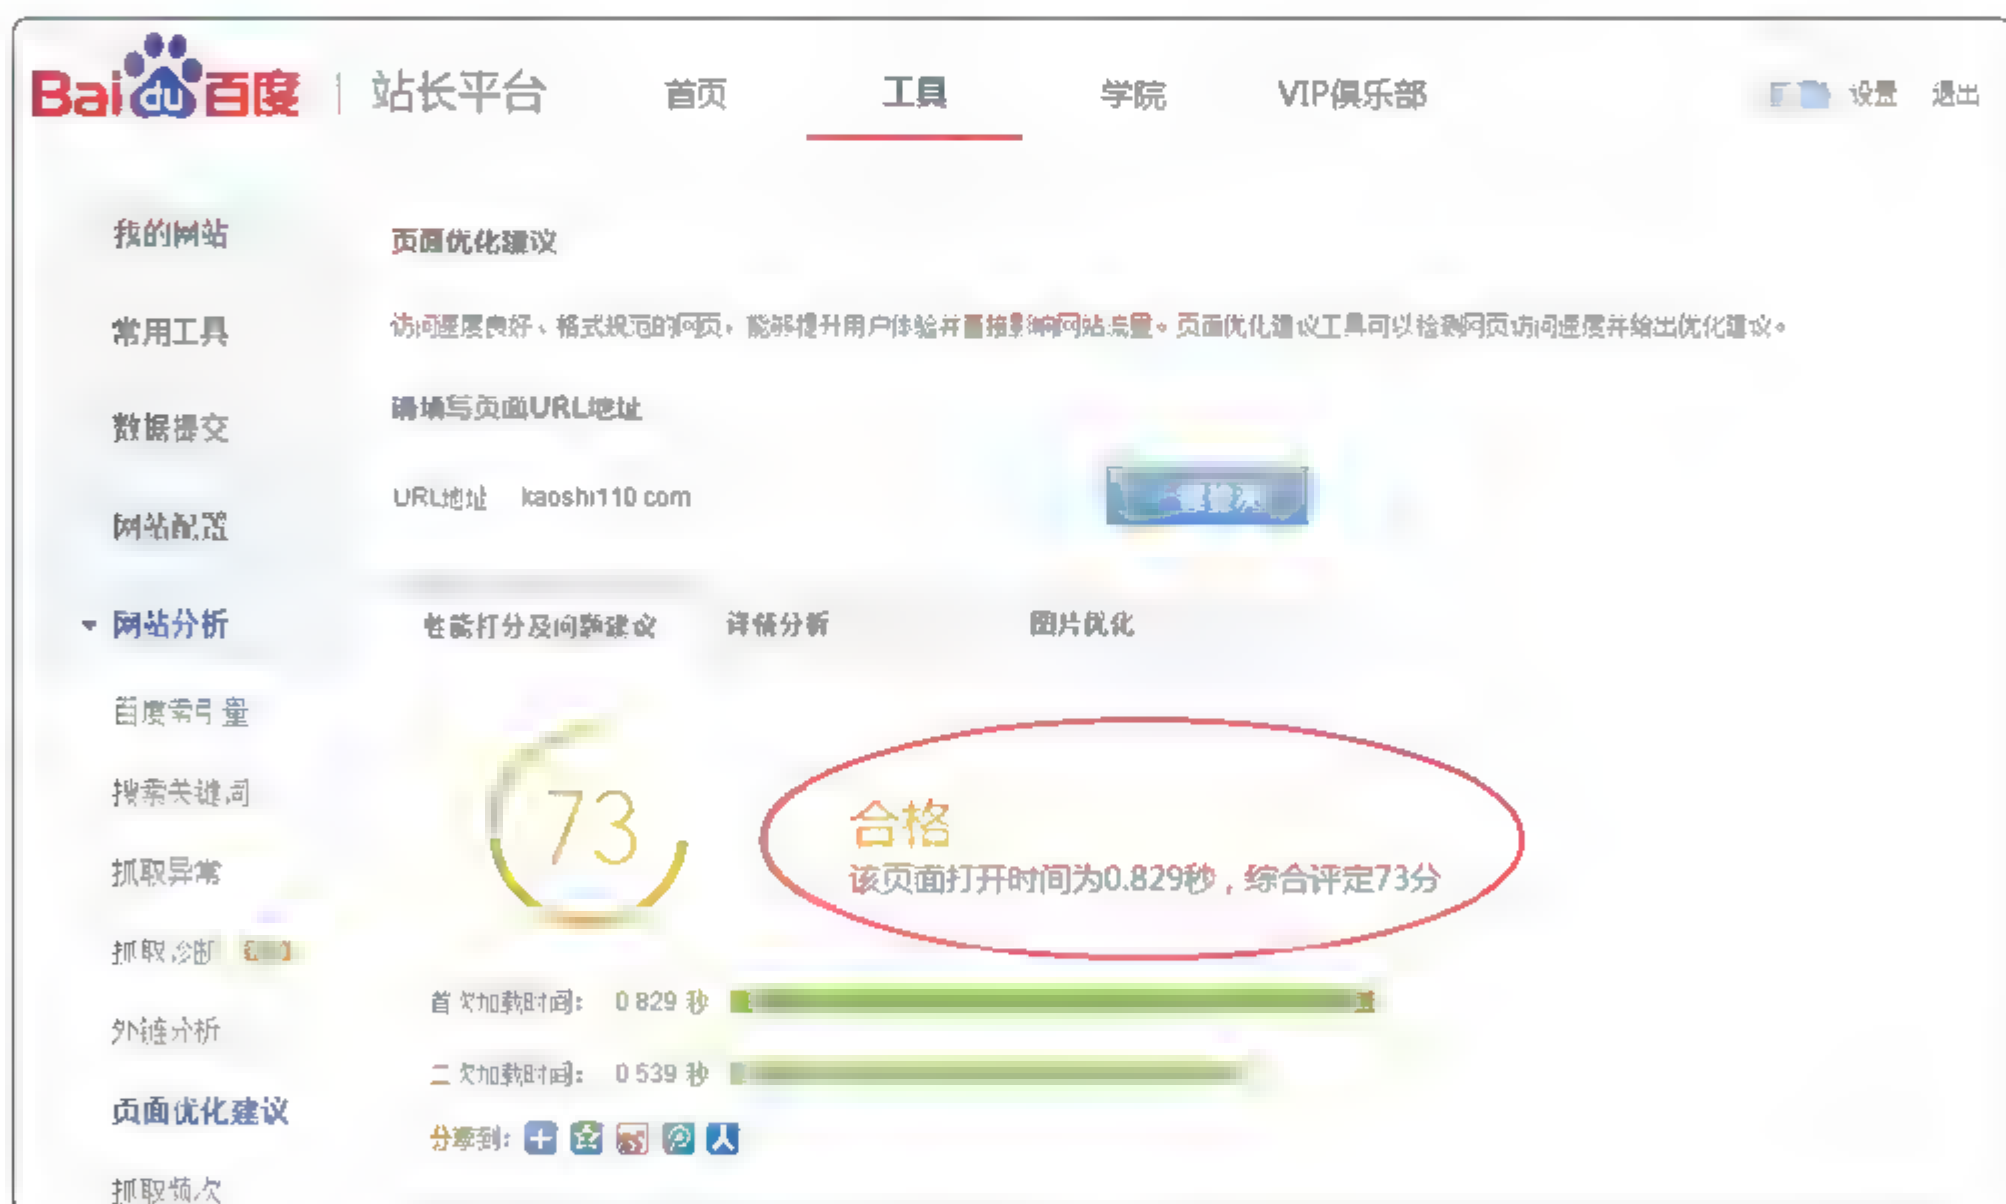 Bai du 百度 站长平台 首页 工具 学院 VIP俱乐部 设置 退出
我的网站
页面优化建议
常用工具
访问速度良好、格式规范的网页，能够提升用户体验并直接影响网站流量。页面优化建议工具可以检测网页访问速度并给出优化建议。
数据提交
请填写页面URL地址
URL地址 kaoshi110.com
网站配置
网站分析
性能打分及问题建议 详情分析 图片优化
百度索引量
搜索关键词
73
合格
抓取异常
该页面打开时间为0.829秒，综合评定73分
抓取诊断
首次加载时间： 0.829 秒
外链分析
二次加载时间： 0.539 秒
页面优化建议
分享到：
抓取频次